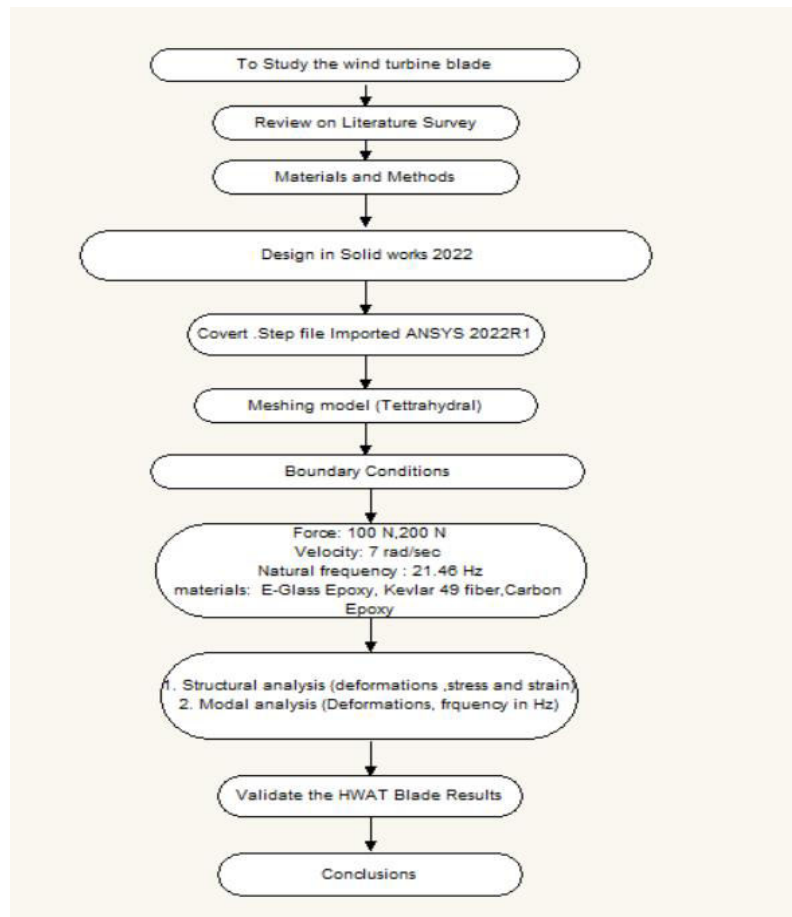 To Study the wind turbine blade
Review on Literature Survey
Materials and Methods
Design in Solid works 2022
Covert .Step file Imported ANSYS 2022R1
Meshing model (Tettrahydral)
Boundary Conditions
Force: 100 N,200 N
Velocity: 7 rad/sec
Natural frequency : 21.46 Hz
materials: E-Glass Epoxy, Kevlar 49 fiber,Carbon
Epoxy
1. Structural analysis (deformations ,stress and strain)
2. Modal analysis (Deformations, frquency in Hz)
Validate the HWAT Blade Results
Conclusions